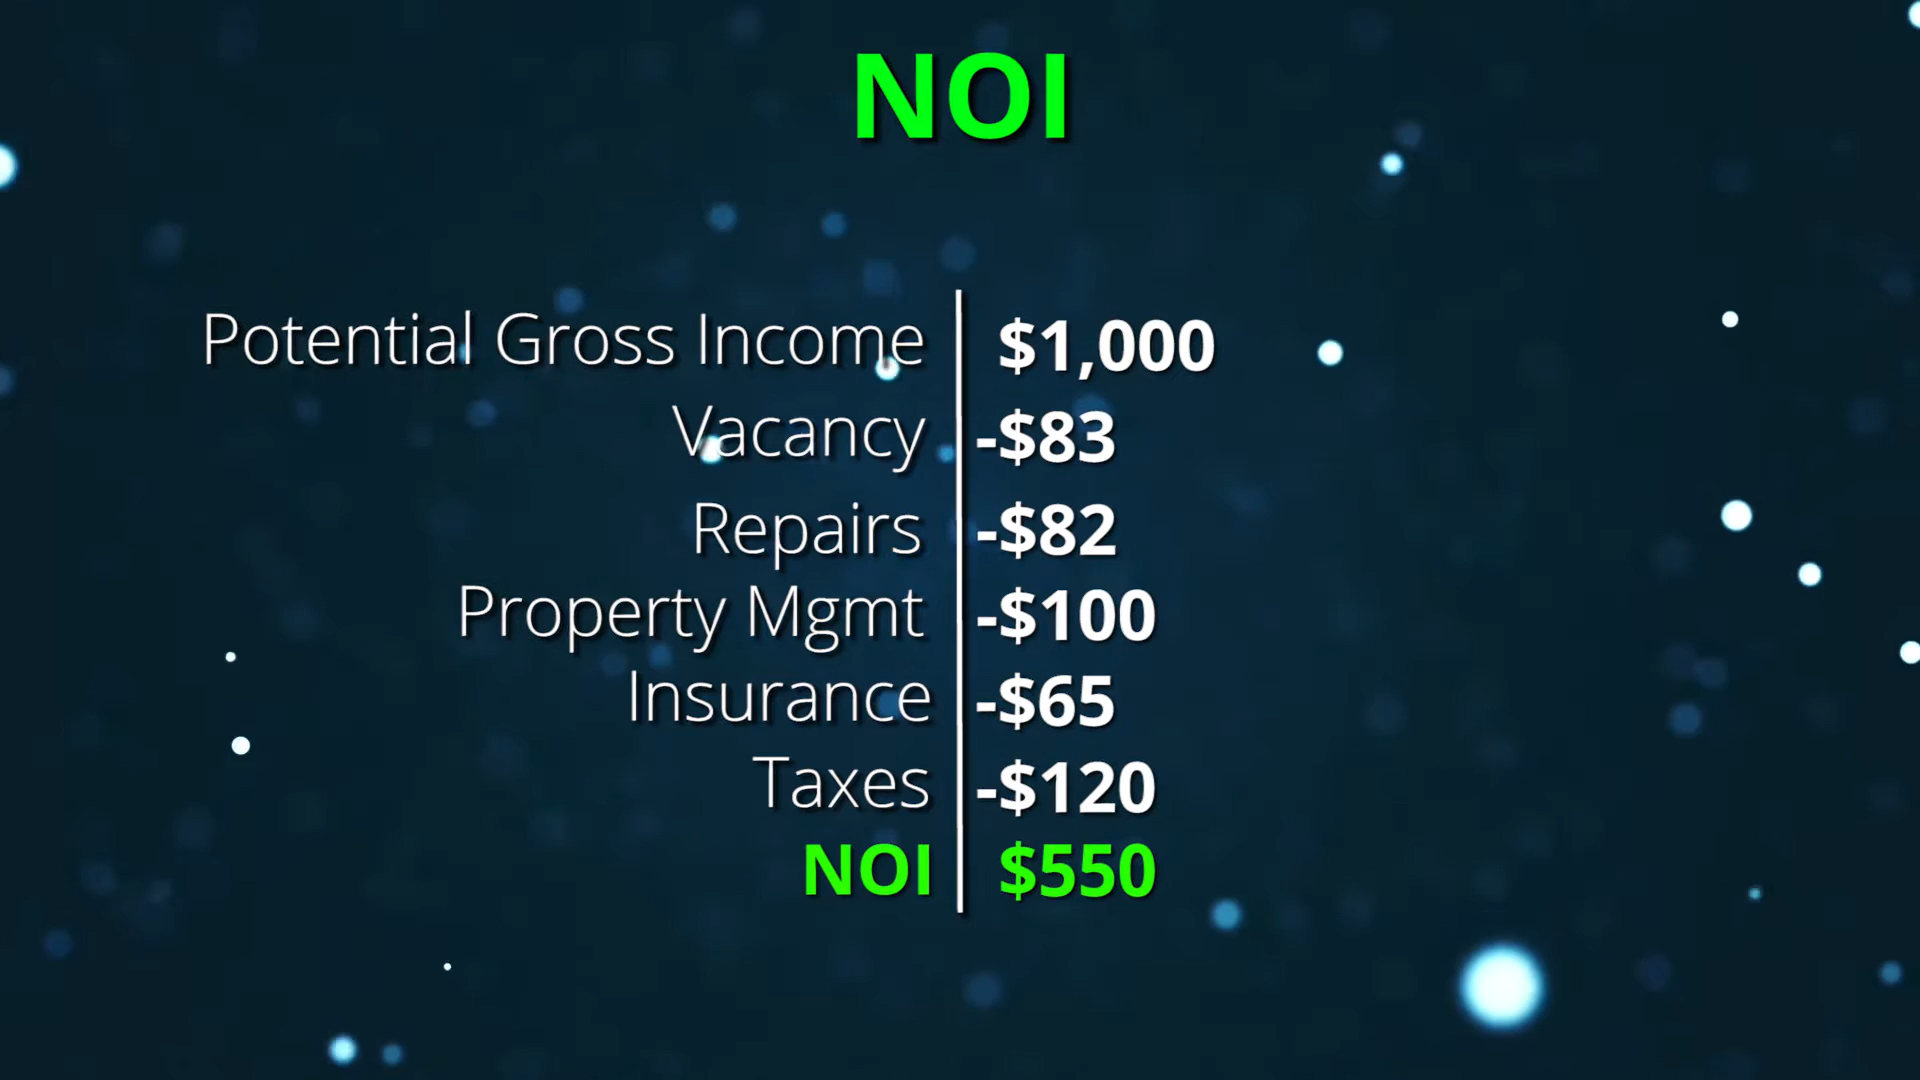 NOI
Potential Gross Income $1,000
Vacancy -$83
Repairs -$82
Property Mgmt -$100
Insurance -$65
Taxes -$120
NOI $550